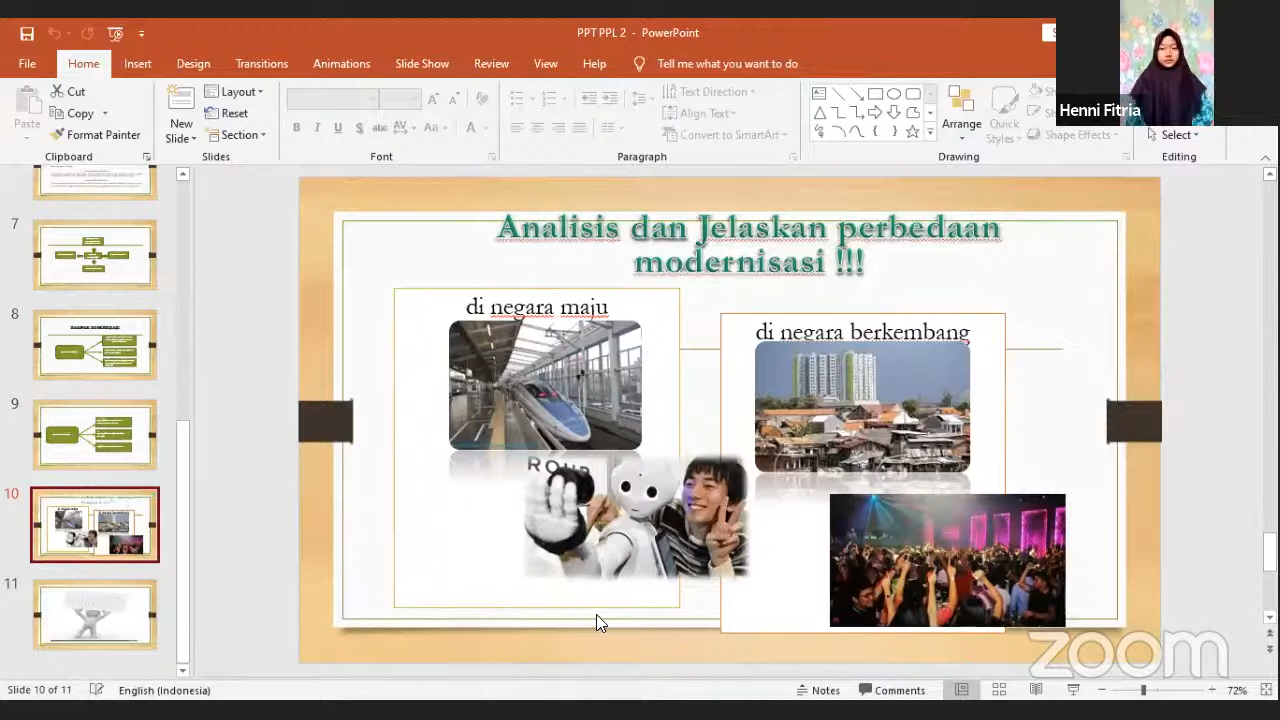 PPT PPL 2 - PowerPoint
File Home Insert Design Transitions Animations Slide Show Review View Help Tell me what you want to do
Henni Fitria
Paste
Cut
Copy
Format Painter
Clipboard
New
Slide
Layout
Reset
Section
Slides
B I U S abc AV Aa A
Font
Text Direction
Align Text
Convert to SmartArt
Paragraph
Arrange
Quick
Styles
Shape Effects
Drawing
Select
Editing
7
8
9
10
11
Analisis dan Jelaskan perbedaan
modernisasi !!!
di negara maju
di negara berkembang
zoom
Slide 10 of 11 English (Indonesia) Notes Comments 72%